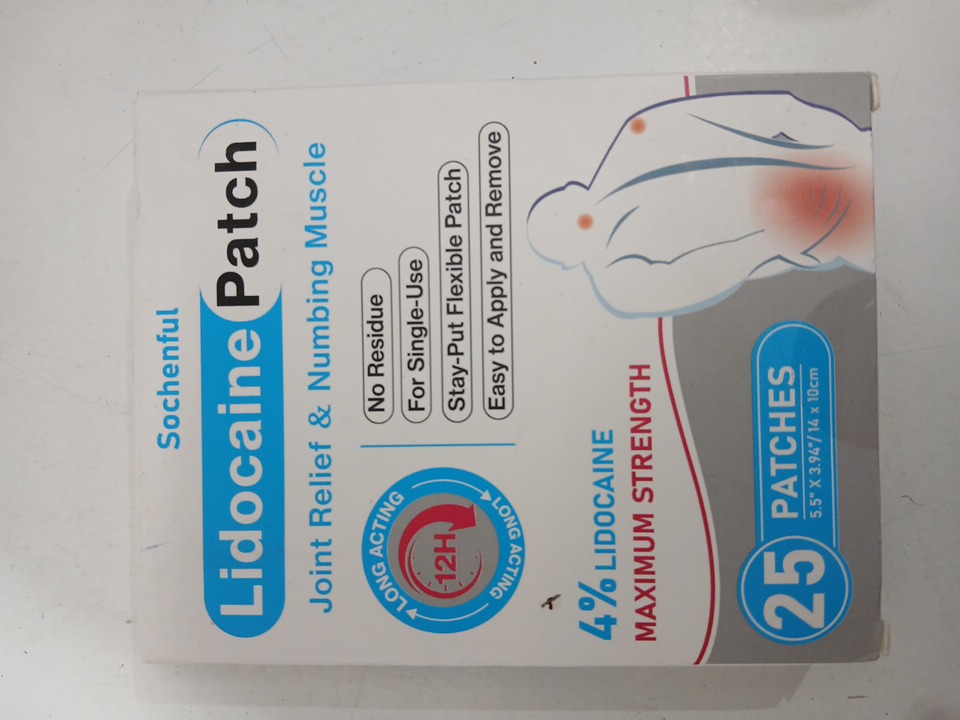 Sochenful
Lidocaine Patch
Joint Relief & Numbing Muscle
LONG ACTING
12H
LONG ACTING
No Residue
For Single-Use
Stay-Put Flexible Patch
Easy to Apply and Remove
4% LIDOCAINE
MAXIMUM STRENGTH
25 PATCHES
5.5" X 3.94"/14 x 10cm